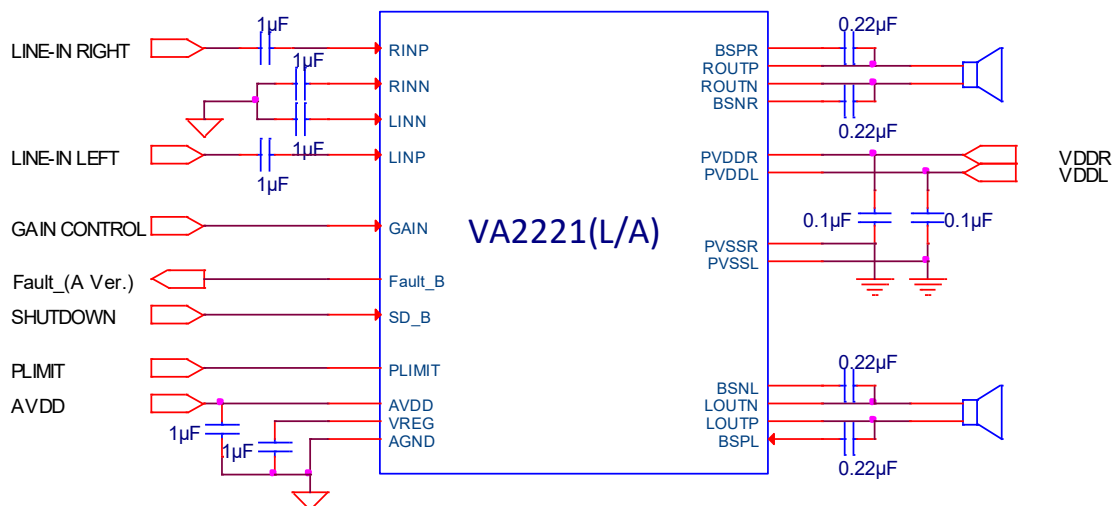 1µF
LINE-IN RIGHT
RINP
1µF
RINN
LINN
1µF
LINE-IN LEFT
LINP
1µF
GAIN CONTROL
GAIN
Fault_(A Ver.)
Fault_B
SHUTDOWN
SD_B
PLIMIT
PLIMIT
AVDD
AVDD
VREG
AGND
1µF
1µF
VA2221(L/A)
0.22µF
BSPR
ROUTP
ROUTN
BSNR
0.22µF
PVDDR
PVDDL
VDDR
VDDL
0.1µF
0.1µF
PVSSR
PVSSL
0.22µF
BSNL
LOUTN
LOUTP
BSPL
0.22µF